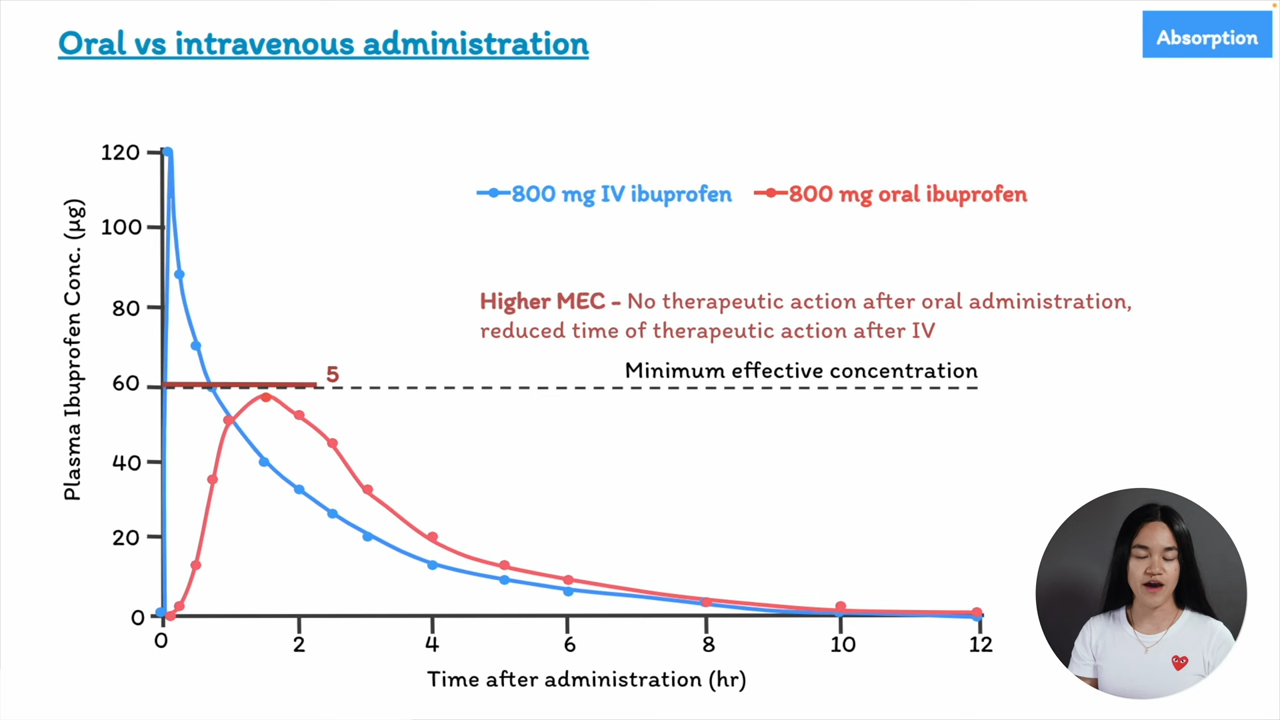 Oral vs intravenous administration
Absorption
120
100
80
60
40
20
0
Plasma Ibuprofen Conc. (µg)
800 mg IV ibuprofen
800 mg oral ibuprofen
Higher MEC - No therapeutic action after oral administration,
reduced time of therapeutic action after IV
5
Minimum effective concentration
0 2 4 6 8 10 12
Time after administration (hr)